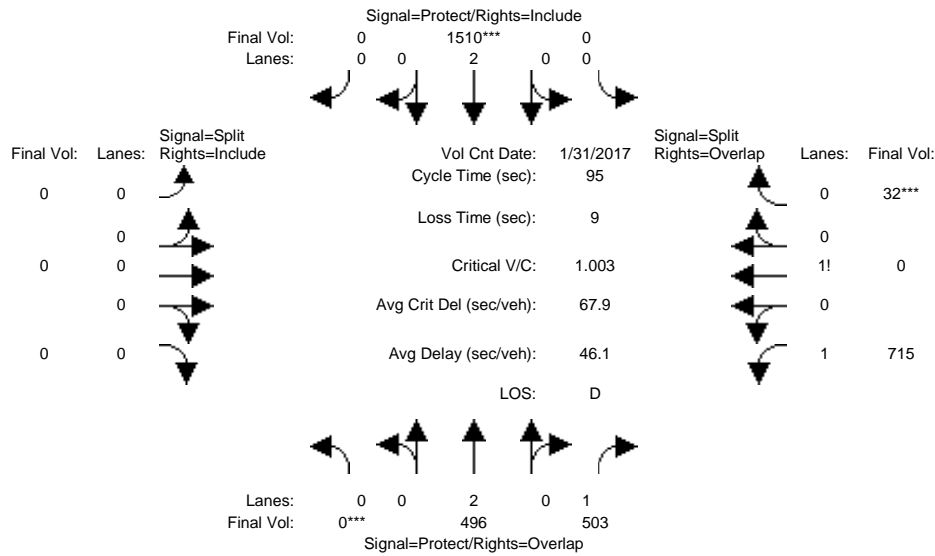 Signal=Protect/Rights=Include
Final Vol: 0 1510*** 0
Lanes: 0 0 2 0 0
Signal=Split Signal=Split
Final Vol: Lanes: Rights=Include Vol Cnt Date: 1/31/2017 Rights=Overlap Lanes: Final Vol:
Cycle Time (sec): 95
0 0 0 32***
Loss Time (sec): 9
0 0
0 0 Critical V/C: 1.003 1! 0
0 Avg Crit Del (sec/veh): 67.9 0
0 0 Avg Delay (sec/veh): 46.1 1 715
LOS: D
Lanes: 0 0 2 0 1
Final Vol: 0*** 496 503
Signal=Protect/Rights=Overlap